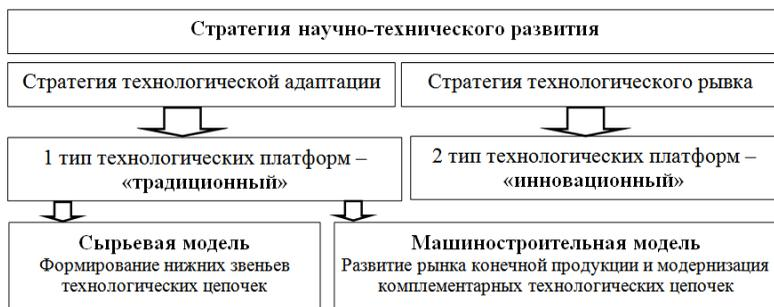 Стратегия научно-технического развития
Стратегия технологической адаптации
Стратегия технологического рывка
1 тип технологических платформ –
«традиционный»
2 тип технологических платформ –
«инновационный»
Сырьевая модель
Формирование нижних звеньев
технологических цепочек
Машиностроительная модель
Развитие рынка конечной продукции и модернизация
комплементарных технологических цепочек